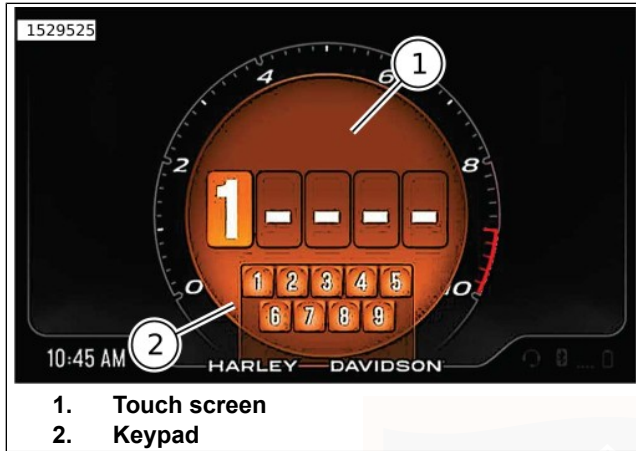 1529525
1
4 6
2 8
1 - - - -
1 2 3 4 5
0 10
6 7 8 9
2
10:45 AM HARLEY DAVIDSON
1. Touch screen
2. Keypad